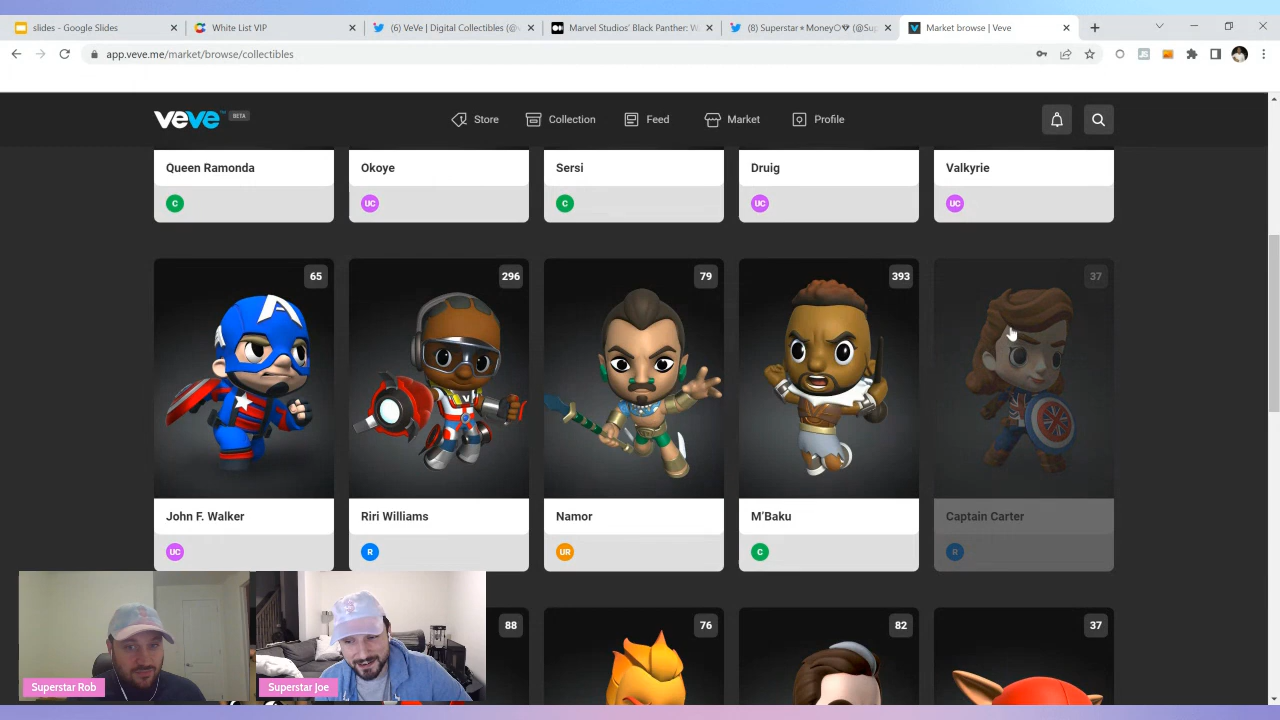 slides - Google Slides
White List VIP
(6) VeVe | Digital Collectibles (@v
Marvel Studios' Black Panther: W
(8) Superstar☀Money
(@Sup
Market browse | Veve
app.veve.me/market/browse/collectibles
veve
BETA
Store
Collection
Feed
Market
Profile
Queen Ramonda
Okoye
Sersi
Druig
Valkyrie
C
UC
C
UC
UC
65
296
79
393
37
John F. Walker
Riri Williams
Namor
M'Baku
Captain Carter
UC
R
UR
C
R
88
76
82
37
Superstar Rob
Superstar Joe